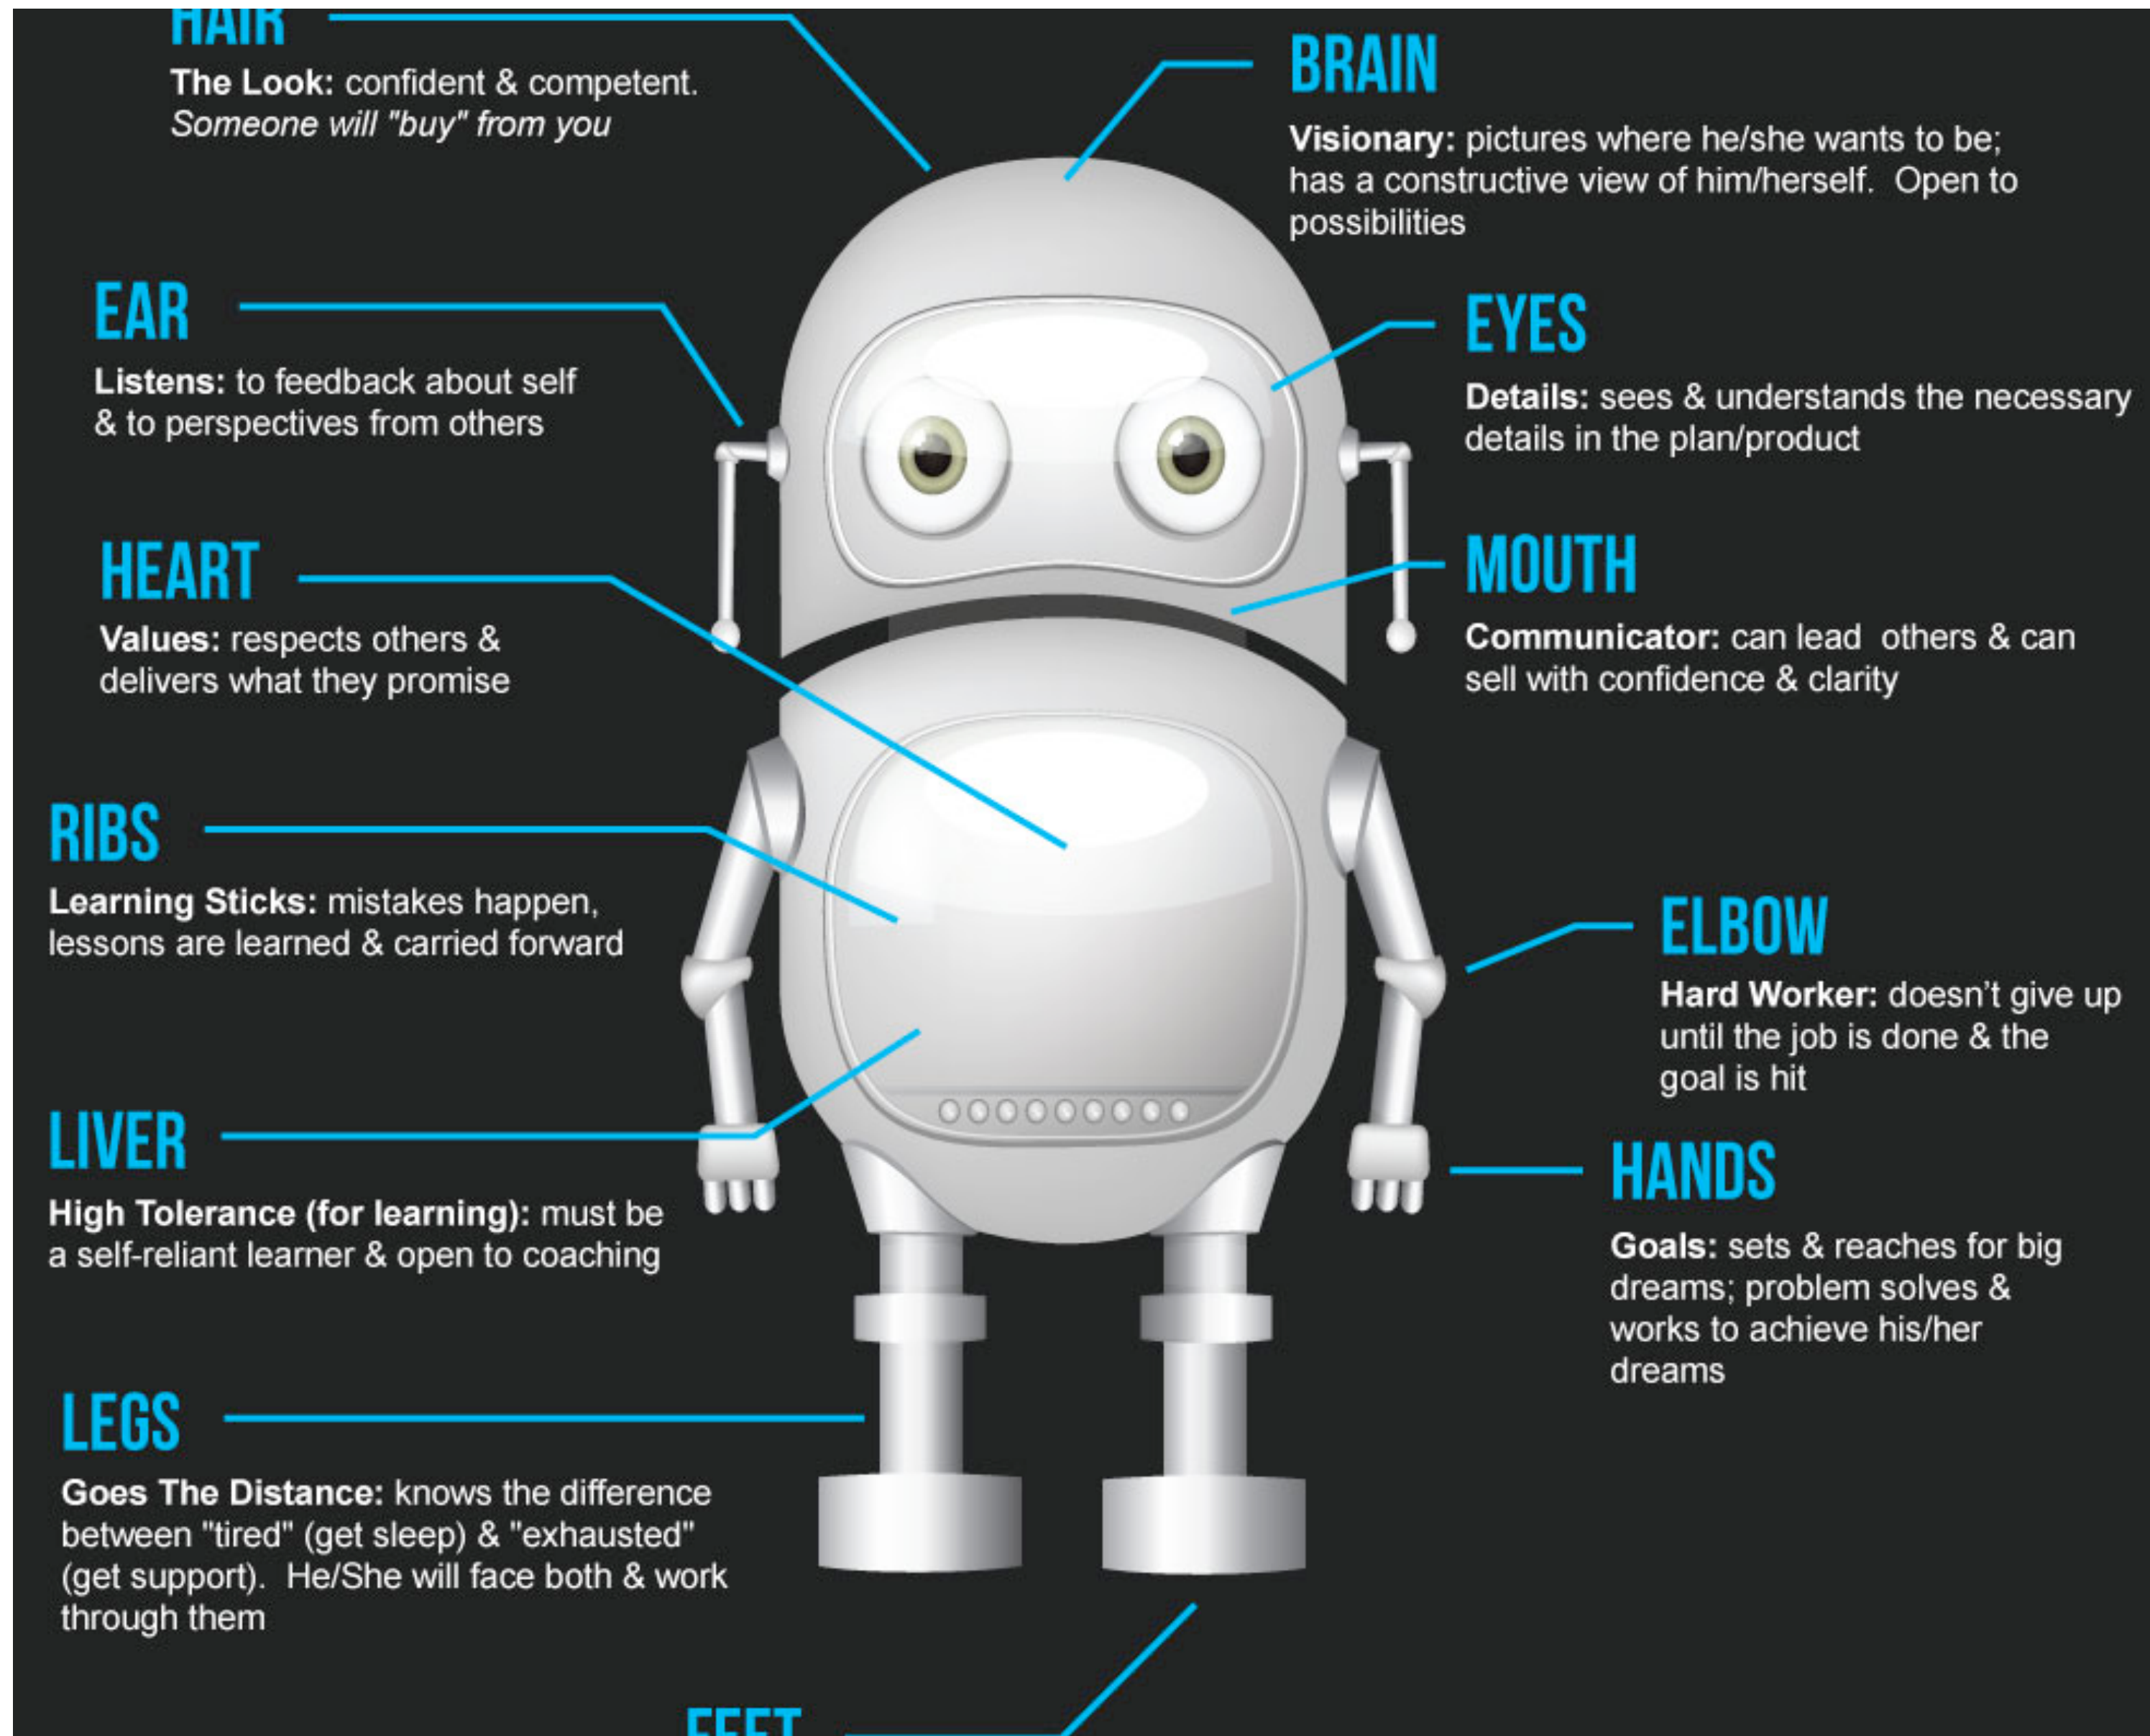 HAIR
The Look: confident & competent.
Someone will "buy" from you
BRAIN
Visionary: pictures where he/she wants to be;
has a constructive view of him/herself.  Open to
possibilities
EAR
Listens: to feedback about self
& to perspectives from others
EYES
Details: sees & understands the necessary
details in the plan/product
HEART
Values: respects others &
delivers what they promise
MOUTH
Communicator: can lead  others & can
sell with confidence & clarity
RIBS
Learning Sticks: mistakes happen,
lessons are learned & carried forward
ELBOW
Hard Worker: doesn't give up
until the job is done & the
goal is hit
LIVER
High Tolerance (for learning): must be
a self-reliant learner & open to coaching
HANDS
Goals: sets & reaches for big
dreams; problem solves &
works to achieve his/her
dreams
LEGS
Goes The Distance: knows the difference
between "tired" (get sleep) & "exhausted"
(get support).  He/She will face both & work
through them
FEET